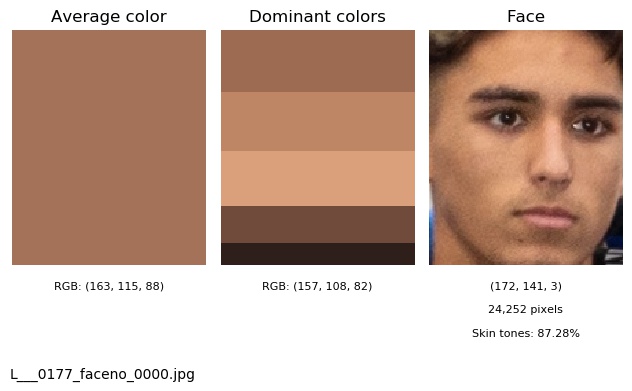 Average color
Dominant colors
Face
RGB: (163, 115, 88)
RGB: (157, 108, 82)
(172, 141, 3)
24,252 pixels
Skin tones: 87.28%
L___0177_faceno_0000.jpg